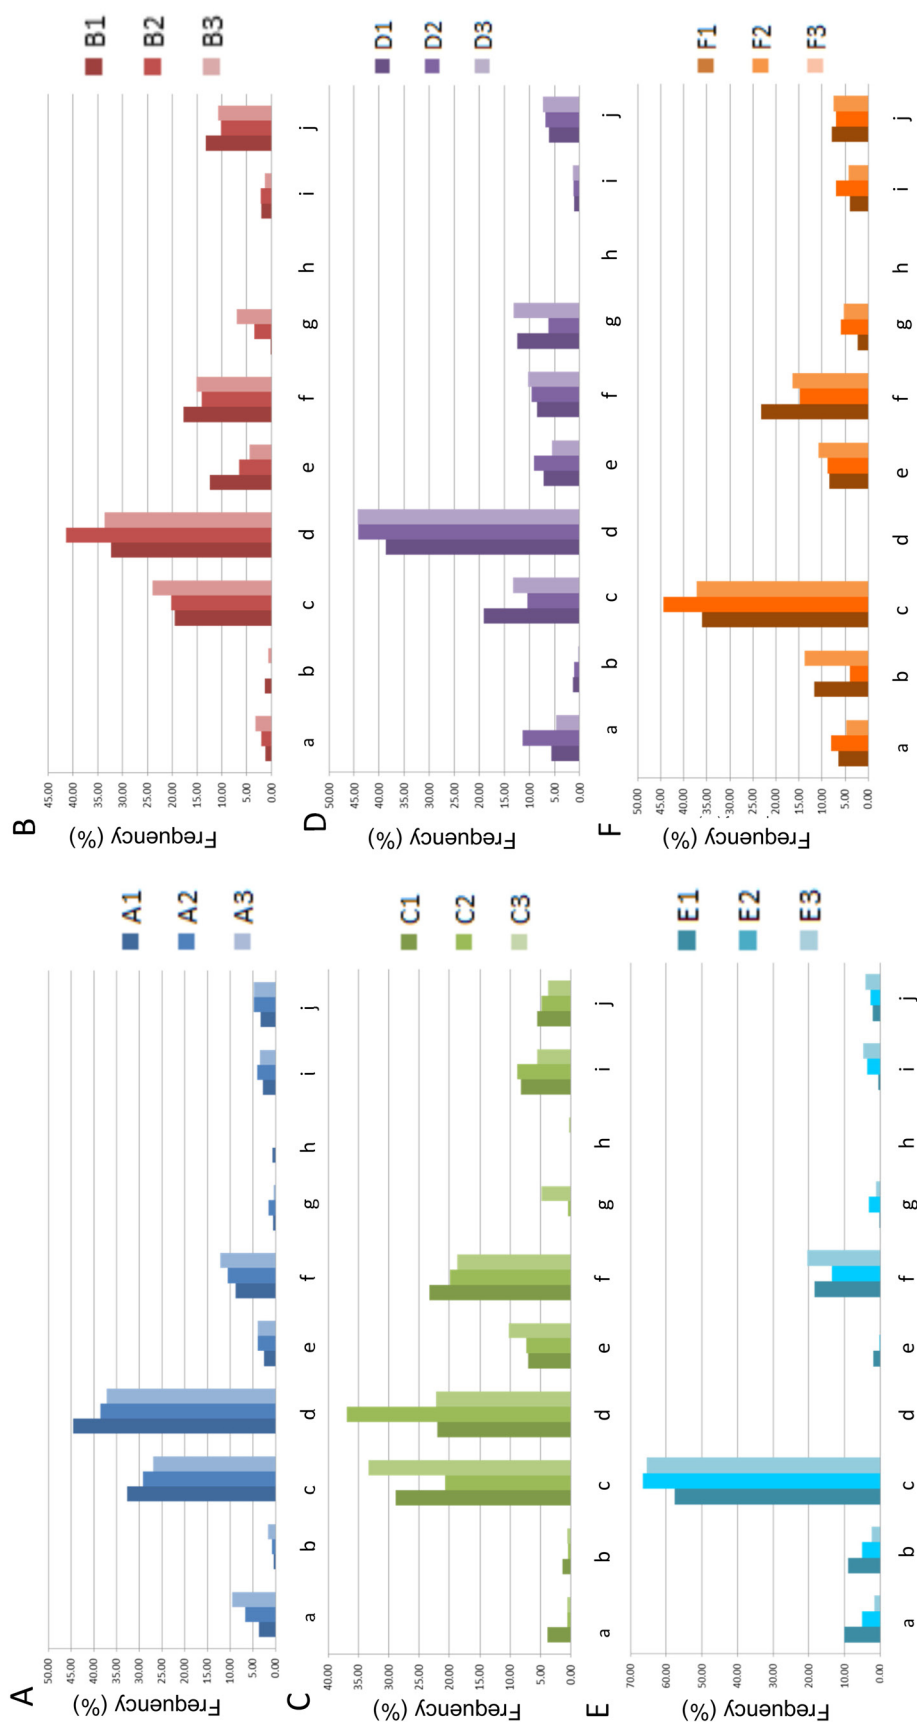 A
Frequency (%)
50.00
45.00
40.00
35.00
30.00
25.00
20.00
15.00
10.00
5.00
0.00
a b c d e f g h i j
A1
A2
A3
B
Frequency (%)
45.00
40.00
35.00
30.00
25.00
20.00
15.00
10.00
5.00
0.00
a b c d e f g h i j
B1
B2
B3
C
Frequency (%)
40.00
35.00
30.00
25.00
20.00
15.00
10.00
5.00
0.00
a b c d e f g h i j
C1
C2
C3
D
Frequency (%)
50.00
45.00
40.00
35.00
30.00
25.00
20.00
15.00
10.00
5.00
0.00
a b c d e f g h i j
D1
D2
D3
E
Frequency (%)
70.00
60.00
50.00
40.00
30.00
20.00
10.00
0.00
a b c d e f g h i j
E1
E2
E3
F
Frequency (%)
50.00
45.00
40.00
35.00
30.00
25.00
20.00
15.00
10.00
5.00
0.00
a b c d e f g h i j
F1
F2
F3